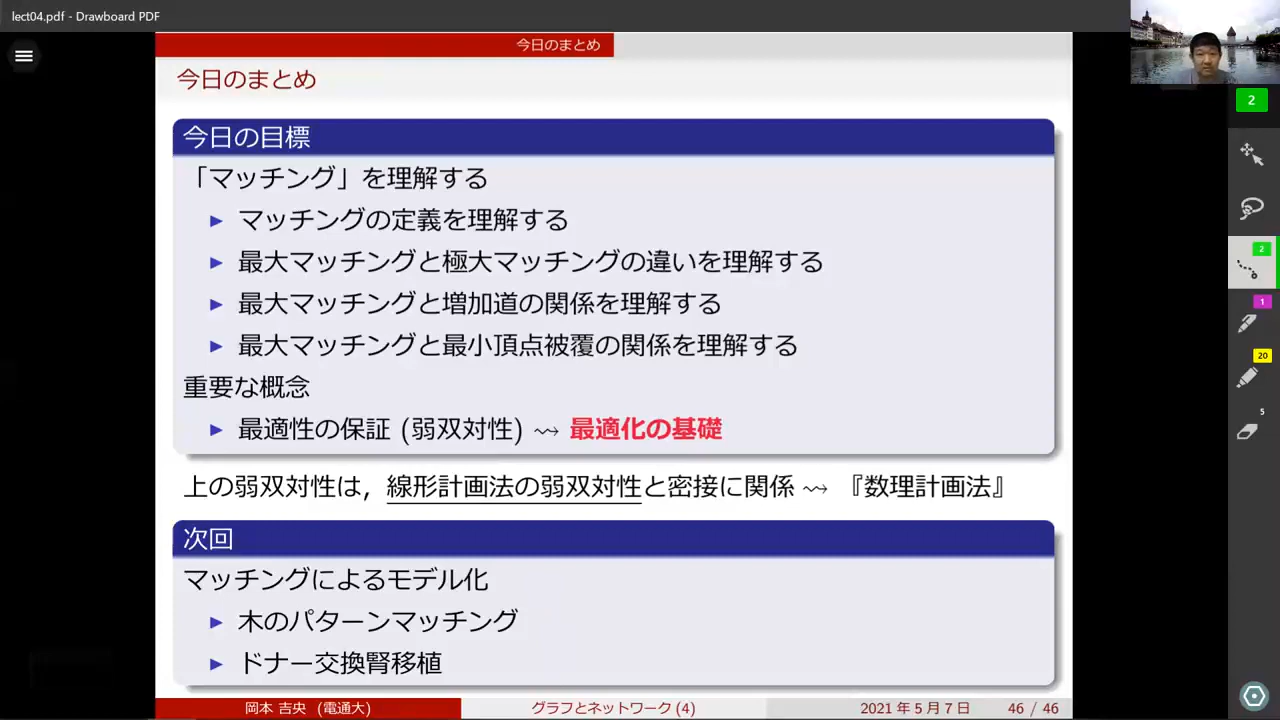 lect04.pdf - Drawboard PDF
今日のまとめ
今日のまとめ
今日の目標
「マッチング」を理解する
▶ マッチングの定義を理解する
▶ 最大マッチングと極大マッチングの違いを理解する
▶ 最大マッチングと増加道の関係を理解する
▶ 最大マッチングと最小頂点被覆の関係を理解する
重要な概念
▶ 最適性の保証 (弱双対性) ⇝ 最適化の基礎
上の弱双対性は，線形計画法の弱双対性と密接に関係 ⇝ 『数理計画法』
次回
マッチングによるモデル化
▶ 木のパターンマッチング
▶ ドナー交換腎移植
岡本 吉央 (電通大)
グラフとネットワーク (4)
2021 年 5 月 7 日
46 / 46
2
2
1
20
5